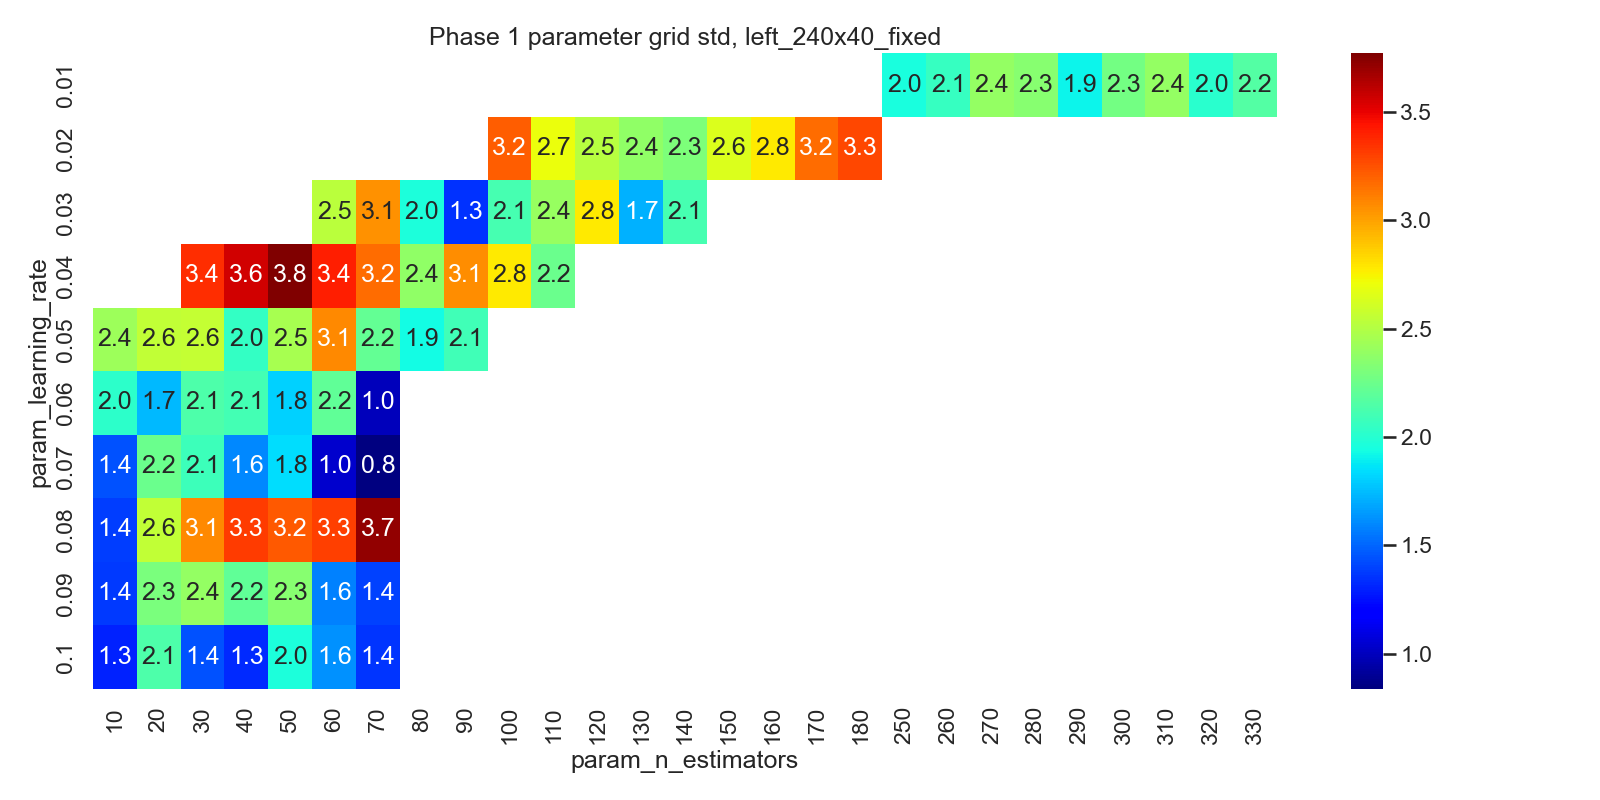 Phase 1 parameter grid std, left_240x40_fixed
param_learning_rate
0.01 2.0 2.1 2.4 2.3 1.9 2.3 2.4 2.0 2.2
0.02 3.2 2.7 2.5 2.4 2.3 2.6 2.8 3.2 3.3
0.03 2.5 3.1 2.0 1.3 2.1 2.4 2.8 1.7 2.1
0.04 3.4 3.6 3.8 3.4 3.2 2.4 3.1 2.8 2.2
0.05 2.4 2.6 2.6 2.0 2.5 3.1 2.2 1.9 2.1
0.06 2.0 1.7 2.1 2.1 1.8 2.2 1.0
0.07 1.4 2.2 2.1 1.6 1.8 1.0 0.8
0.08 1.4 2.6 3.1 3.3 3.2 3.3 3.7
0.09 1.4 2.3 2.4 2.2 2.3 1.6 1.4
0.1 1.3 2.1 1.4 1.3 2.0 1.6 1.4
10 20 30 40 50 60 70 80 90 100 110 120 130 140 150 160 170 180 250 260 270 280 290 300 310 320 330
param_n_estimators
3.5
3.0
2.5
2.0
1.5
1.0